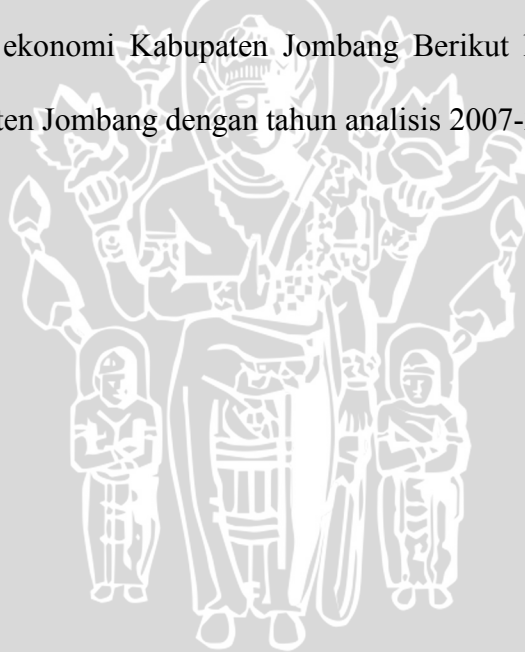 ekonomi Kabupaten Jombang Berikut
ten Jombang dengan tahun analisis 2007-